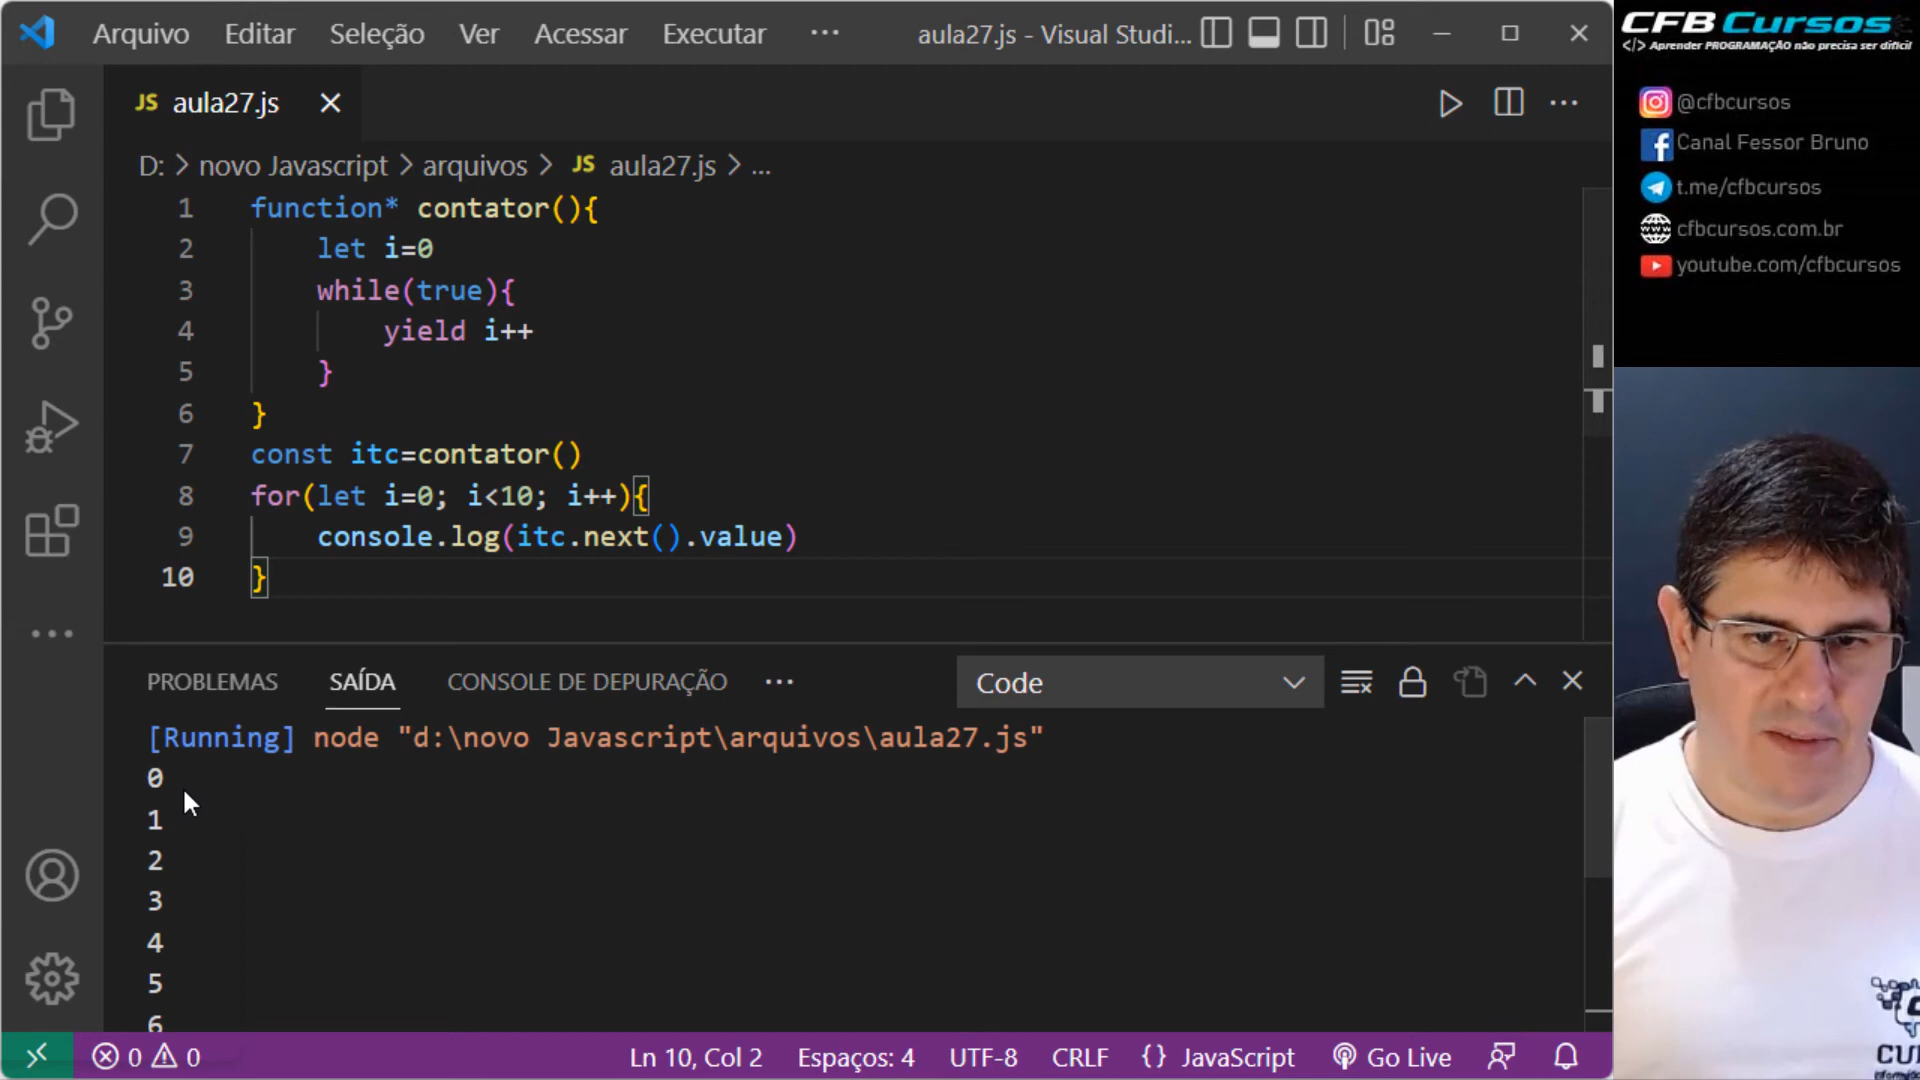 Arquivo Editar Seleção Ver Acessar Executar ··· aula27.js - Visual Studi...
JS aula27.js
D: > novo Javascript > arquivos > JS aula27.js > ...
1 function* contator(){
2 let i=0
3 while(true){
4 yield i++
5 }
6 }
7 const itc=contator()
8 for(let i=0; i<10; i++){
9 console.log(itc.next().value)
10 }
PROBLEMAS SAÍDA CONSOLE DE DEPURAÇÃO ··· Code
[Running] node "d:\novo Javascript\arquivos\aula27.js"
0
1
2
3
4
5
6
0 0 Ln 10, Col 2 Espaços: 4 UTF-8 CRLF {} JavaScript Go Live
CFB Cursos
</> Aprender PROGRAMAÇÃO não precisa ser difícil
@cfbcursos
Canal Fessor Bruno
t.me/cfbcursos
cfbcursos.com.br
youtube.com/cfbcursos